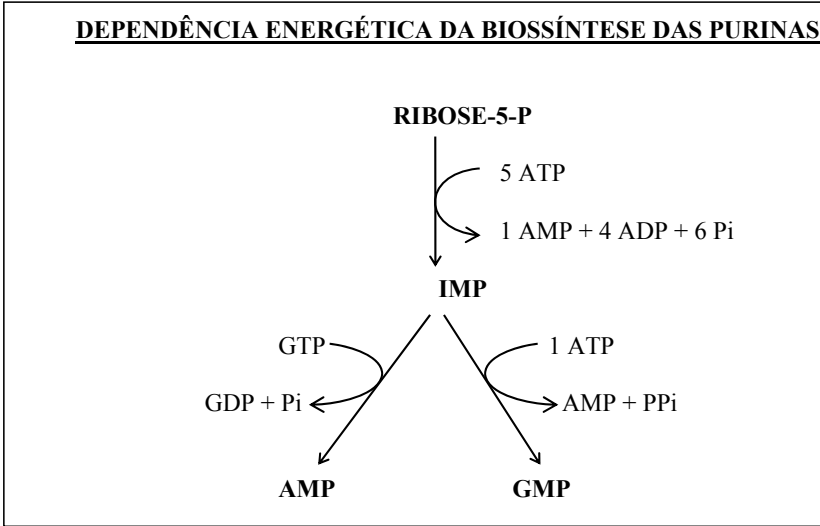 DEPENDÊNCIA ENERGÉTICA DA BIOSSÍNTESE DAS PURINAS
RIBOSE-5-P
5 ATP
1 AMP + 4 ADP + 6 Pi
IMP
GTP
1 ATP
GDP + Pi
AMP + PPi
AMP
GMP